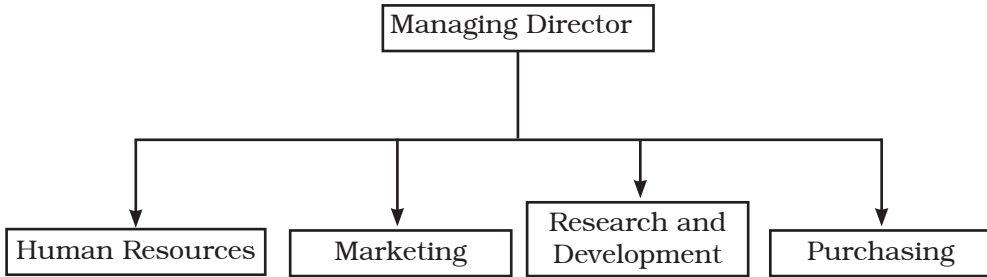 Managing Director
Human Resources
Marketing
Research and
Development
Purchasing